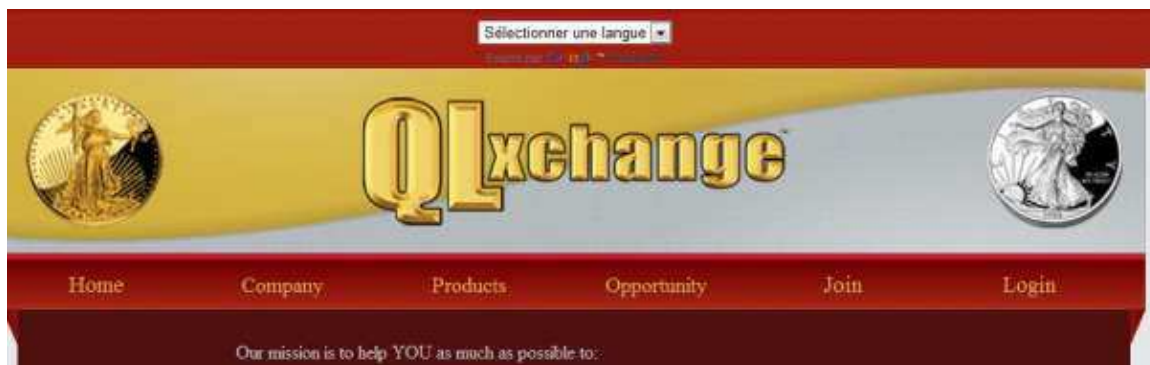 Sélectionner une langue
QLxchange
Home Company Products Opportunity Join Login
Our mission is to help YOU as much as possible to: